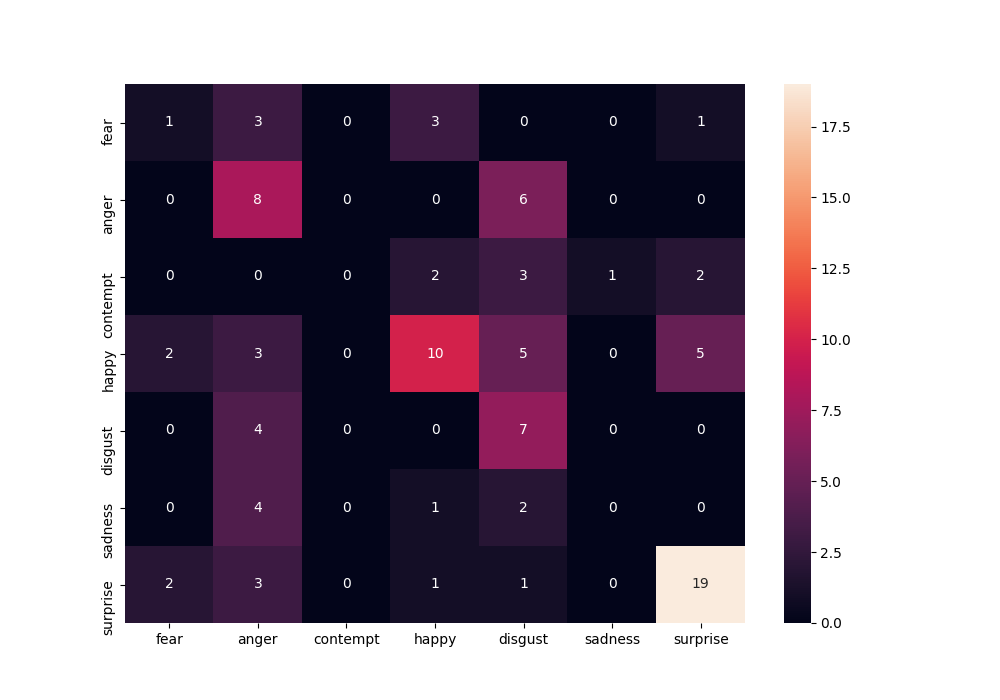 fear 1 3 0 3 0 0 1
anger 0 8 0 0 6 0 0
contempt 0 0 0 2 3 1 2
happy 2 3 0 10 5 0 5
disgust 0 4 0 0 7 0 0
sadness 0 4 0 1 2 0 0
surprise 2 3 0 1 1 0 19
fear anger contempt happy disgust sadness surprise
17.5
15.0
12.5
10.0
7.5
5.0
2.5
0.0